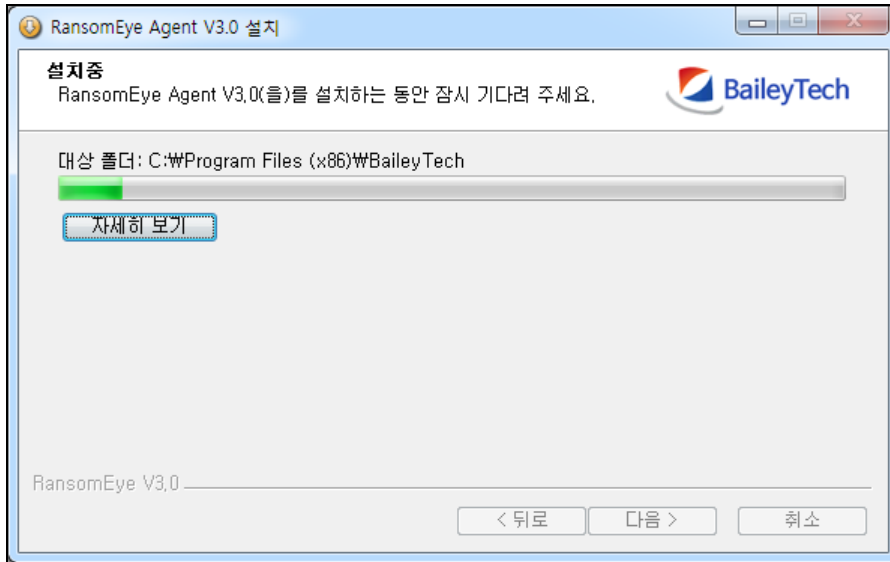 RansomEye Agent V3.0 설치
설치중
RansomEye Agent V3.0(을)를 설치하는 동안 잠시 기다려 주세요.
BaileyTech
대상 폴더: C:₩Program Files (x86)₩BaileyTech
자세히 보기
RansomEye V3.0
< 뒤로
다음 >
취소